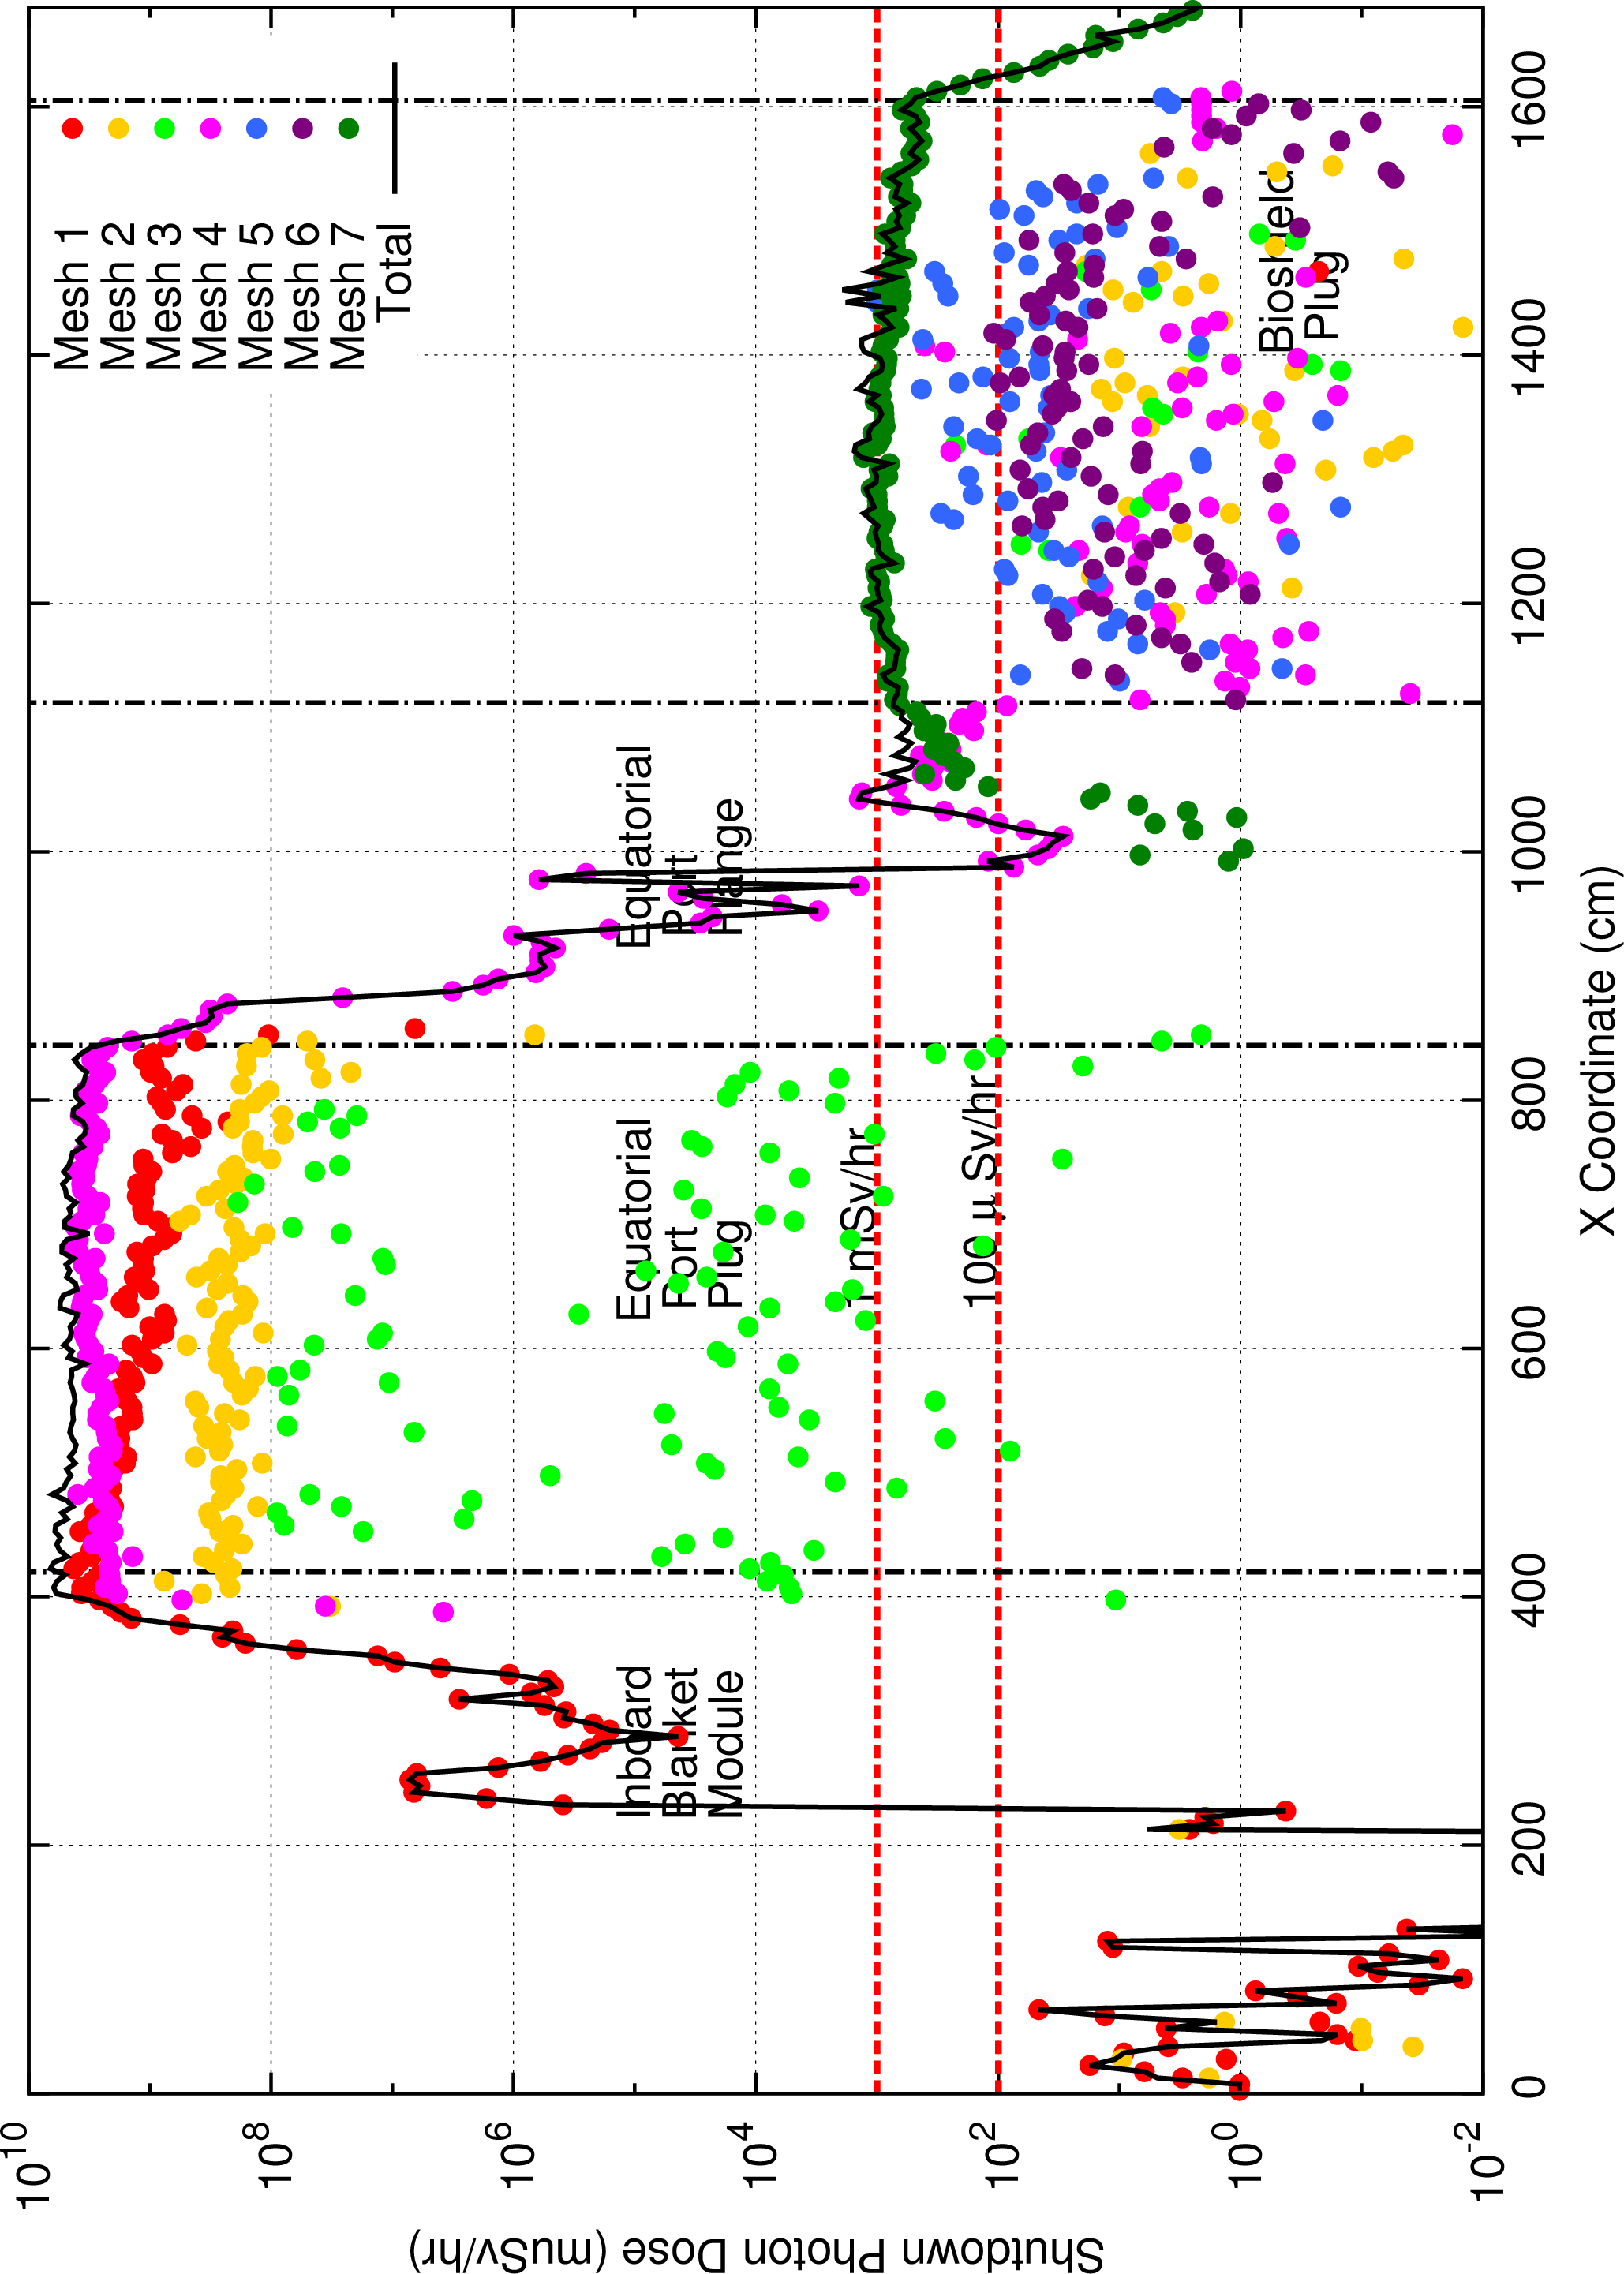 Mesh 1
Mesh 2
Mesh 3
Mesh 4
Mesh 5
Mesh 6
Mesh 7
Total
Inboard
Blanket
Module
Equatorial
Port
Plug
Equatorial
Port
Flange
Bioshield
Plug
1 mSv/hr
100 μ Sv/hr
10^10
10^8
10^6
10^4
10^2
10^0
10^-2
0 200 400 600 800 1000 1200 1400 1600
X Coordinate (cm)
Shutdown Photon Dose (muSv/hr)